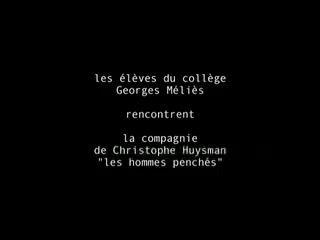 les élèves du collège
Georges Méliès
rencontrent
la compagnie
de Christophe Huysman
"les hommes penchés"